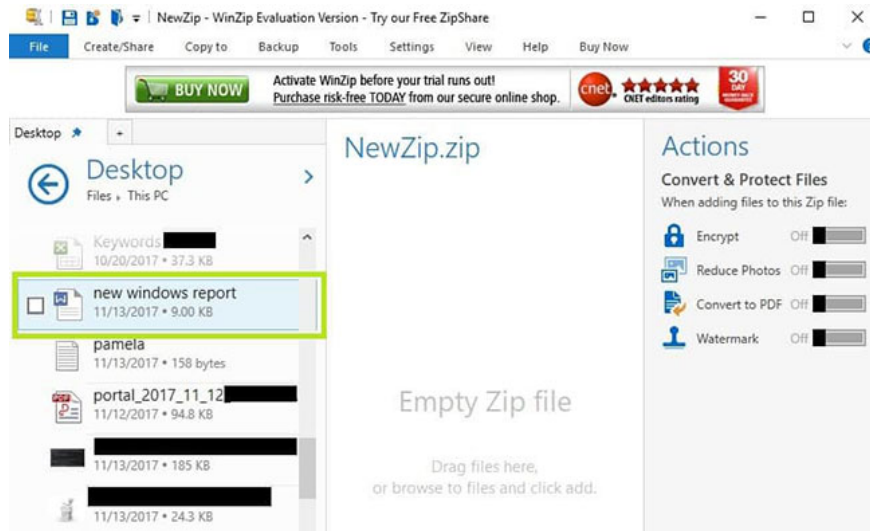 NewZip - WinZip Evaluation Version - Try our Free ZipShare
File Create/Share Copy to Backup Tools Settings View Help Buy Now
BUY NOW
Activate WinZip before your trial runs out!
Purchase risk-free TODAY from our secure online shop.
cnet
CNET editors rating
30
DAY
Desktop +
Desktop
Files › This PC
Keywords
10/20/2017 • 37.3 KB
new windows report
11/13/2017 • 9.00 KB
pamela
11/13/2017 • 158 bytes
portal_2017_11_12
11/12/2017 • 94.8 KB
11/13/2017 • 185 KB
11/13/2017 • 24.3 KB
NewZip.zip
Empty Zip file
Drag files here,
or browse to files and click add.
Actions
Convert & Protect Files
When adding files to this Zip file:
Encrypt Off
Reduce Photos Off
Convert to PDF Off
Watermark Off